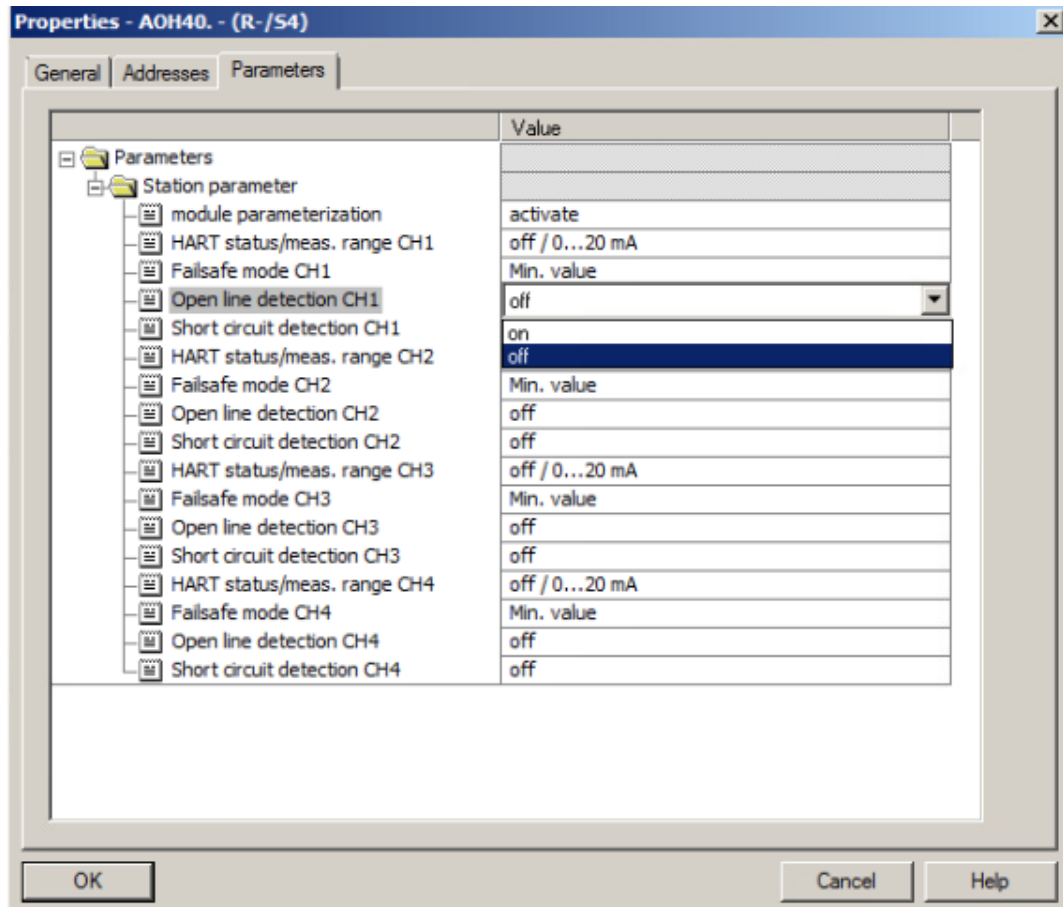 Properties - AOH40. - (R-/S4)
General Addresses Parameters
Value
Parameters
Station parameter
module parameterization activate
HART status/meas. range CH1 off / 0...20 mA
Failsafe mode CH1 Min. value
Open line detection CH1 off
Short circuit detection CH1 on
HART status/meas. range CH2 off
Failsafe mode CH2 Min. value
Open line detection CH2 off
Short circuit detection CH2 off
HART status/meas. range CH3 off / 0...20 mA
Failsafe mode CH3 Min. value
Open line detection CH3 off
Short circuit detection CH3 off
HART status/meas. range CH4 off / 0...20 mA
Failsafe mode CH4 Min. value
Open line detection CH4 off
Short circuit detection CH4 off
OK Cancel Help